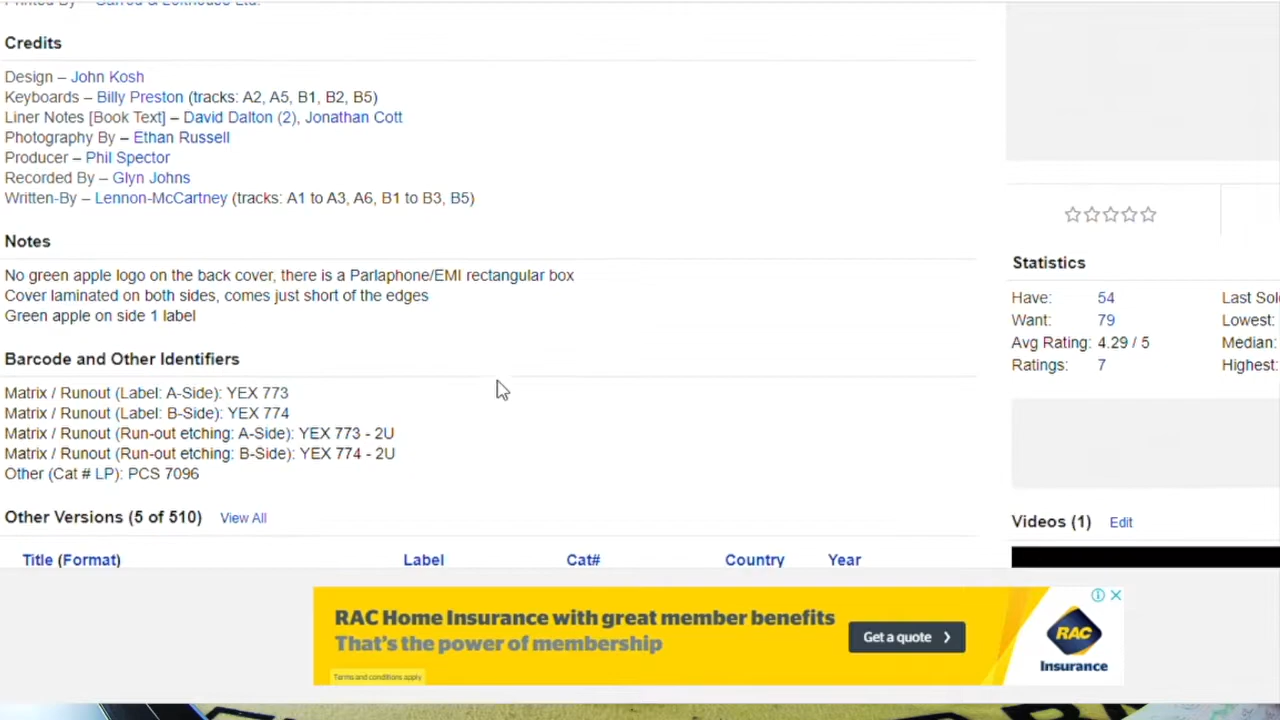 Credits
Design – John Kosh
Keyboards – Billy Preston (tracks: A2, A5, B1, B2, B5)
Liner Notes [Book Text] – David Dalton (2), Jonathan Cott
Photography By – Ethan Russell
Producer – Phil Spector
Recorded By – Glyn Johns
Written-By – Lennon-McCartney (tracks: A1 to A3, A6, B1 to B3, B5)
Notes
No green apple logo on the back cover, there is a Parlaphone/EMI rectangular box
Cover laminated on both sides, comes just short of the edges
Green apple on side 1 label
Barcode and Other Identifiers
Matrix / Runout (Label: A-Side): YEX 773
Matrix / Runout (Label: B-Side): YEX 774
Matrix / Runout (Run-out etching: A-Side): YEX 773 - 2U
Matrix / Runout (Run-out etching: B-Side): YEX 774 - 2U
Other (Cat # LP): PCS 7096
Other Versions (5 of 510) View All
Title (Format) Label Cat# Country Year
Statistics
Have: 54 Last Sol
Want: 79 Lowest:
Avg Rating: 4.29 / 5 Median:
Ratings: 7 Highest:
Videos (1) Edit
RAC Home Insurance with great member benefits
That's the power of membership
Terms and conditions apply
Get a quote
RAC
Insurance